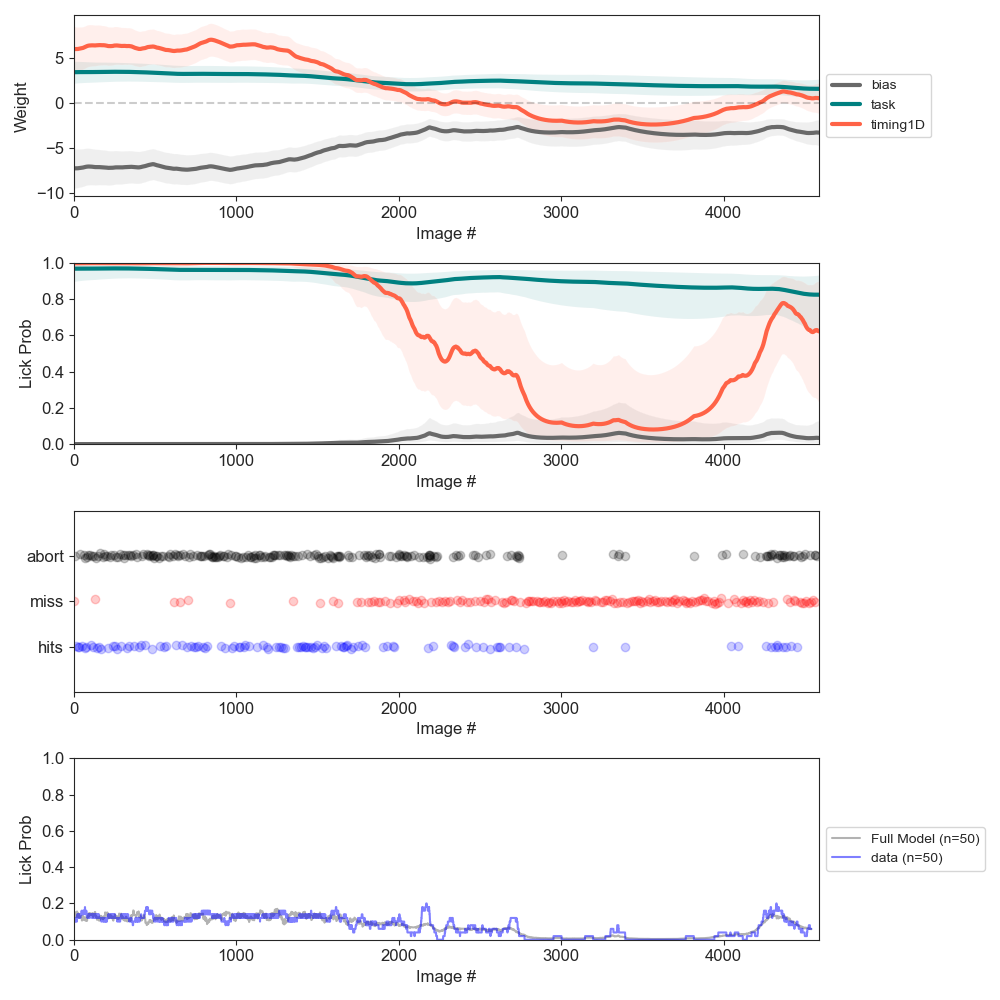 5
0
−5
−10
Weight
0 1000 2000 3000 4000
Image #
bias
task
timing1D
1.0
0.8
0.6
0.4
0.2
0.0
Lick Prob
0 1000 2000 3000 4000
Image #
abort
miss
hits
0 1000 2000 3000 4000
Image #
1.0
0.8
0.6
0.4
0.2
0.0
Lick Prob
0 1000 2000 3000 4000
Image #
Full Model (n=50)
data (n=50)